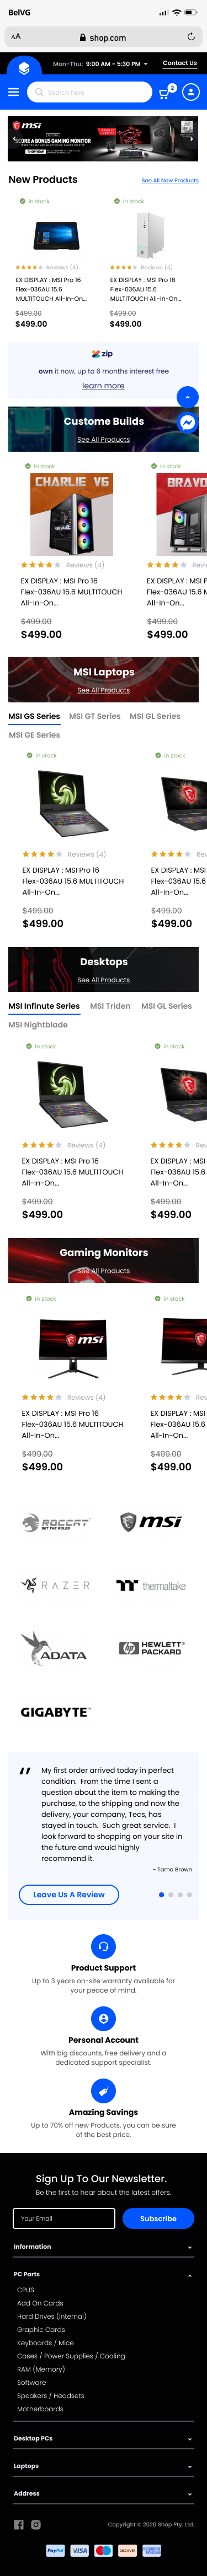 BelVG
AA shop.com
Mon-Thu: 9:00 AM - 5:30 PM
Contact Us
Search here
2
msi
SCORE A BONUS GAMING MONITOR
SHOP NOW
New Products
See All New Products
in stock
in stock
Reviews (4)
Reviews (4)
EX DISPLAY : MSI Pro 16
Flex-036AU 15.6
MULTITOUCH All-In-On...
EX DISPLAY : MSI Pro 16
Flex-036AU 15.6
MULTITOUCH All-In-On...
$499.00
$499.00
$499.00
$499.00
zip
own it now, up to 6 months interest free
learn more
Custome Builds
See All Products
in stock
in stock
CHARLIE V6
BRAVO
Reviews (4)
Revi
EX DISPLAY : MSI Pro 16
Flex-036AU 15.6 MULTITOUCH
All-In-On...
EX DISPLAY : MSI P
Flex-036AU 15.6 M
All-In-On...
$499.00
$499.00
$499.00
$499.00
MSI Laptops
See All Products
MSI GS Series
MSI GT Series
MSI GL Series
MSI GE Series
in stock
in stock
Reviews (4)
Rev
EX DISPLAY : MSI Pro 16
Flex-036AU 15.6 MULTITOUCH
All-In-On...
EX DISPLAY : MSI
Flex-036AU 15.6
All-In-On...
$499.00
$499.00
$499.00
$499.00
Desktops
See All Products
MSI Infinute Series
MSI Triden
MSI GL Series
MSI Nightblade
in stock
in stock
Reviews (4)
Rev
EX DISPLAY : MSI Pro 16
Flex-036AU 15.6 MULTITOUCH
All-In-On...
EX DISPLAY : MSI
Flex-036AU 15.6
All-In-On...
$499.00
$499.00
$499.00
$499.00
Gaming Monitors
See All Products
in stock
in stock
msi
Reviews (4)
Rev
EX DISPLAY : MSI Pro 16
Flex-036AU 15.6 MULTITOUCH
All-In-On...
EX DISPLAY : MSI
Flex-036AU 15.6
All-In-On...
$499.00
$499.00
$499.00
$499.00
ROCCAT
SET THE RULES
msi
RAZER
thermaltake
ADATA
hp HEWLETT
PACKARD
GIGABYTE™
"
My first order arrived today in perfect
condition. From the time I sent a
question about the item to making the
purchase, to the shipping and now the
delivery, your company, Tecs, has
stayed in touch. Such great service. I
look forward to shopping on your site in
the future and would highly
recommend it.
- Tama Brown
Leave Us A Review
Product Support
Up to 3 years on-site warranty available for
your peace of mind.
Personal Account
With big discounts, free delivery and a
dedicated support specialist.
Amazing Savings
Up to 70% off new Products, you can be sure
of the best price.
Sign Up To Our Newsletter.
Be the first to hear about the latest offers.
Your Email
Subscribe
Information
PC Parts
CPUS
Add On Cards
Hard Drives (Internal)
Graphic Cards
Keyboards / Mice
Cases / Power Supplies / Cooling
RAM (Memory)
Software
Speakers / Headsets
Motherboards
Desktop PCs
Laptops
Address
Copyright © 2020 Shop Pty. Ltd.
PayPal
VISA
DISCOVER